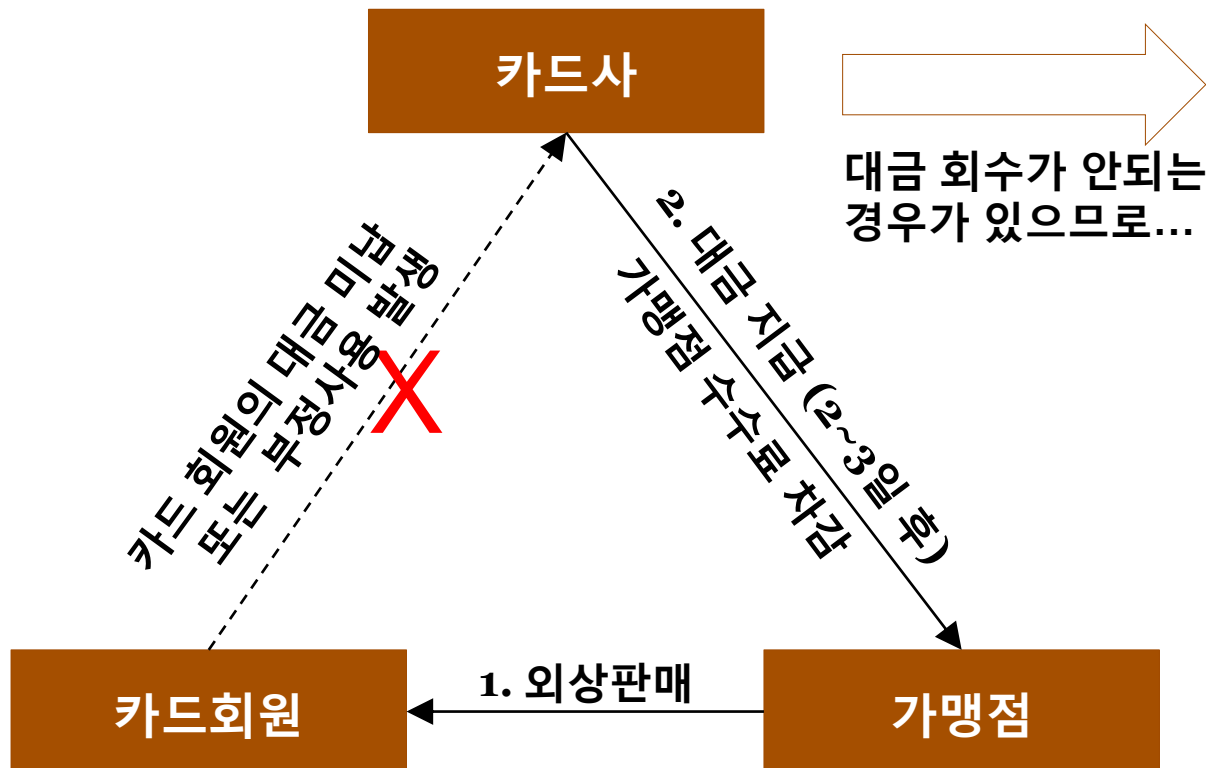 카드사
대금 회수가 안되는
경우가 있으므로...
2. 대금 지급 (2~3일 후)
가맹점 수수료 차감
카드 회원의 대금 미납
또는 부정사용 발생
X
1. 외상판매
카드회원
가맹점